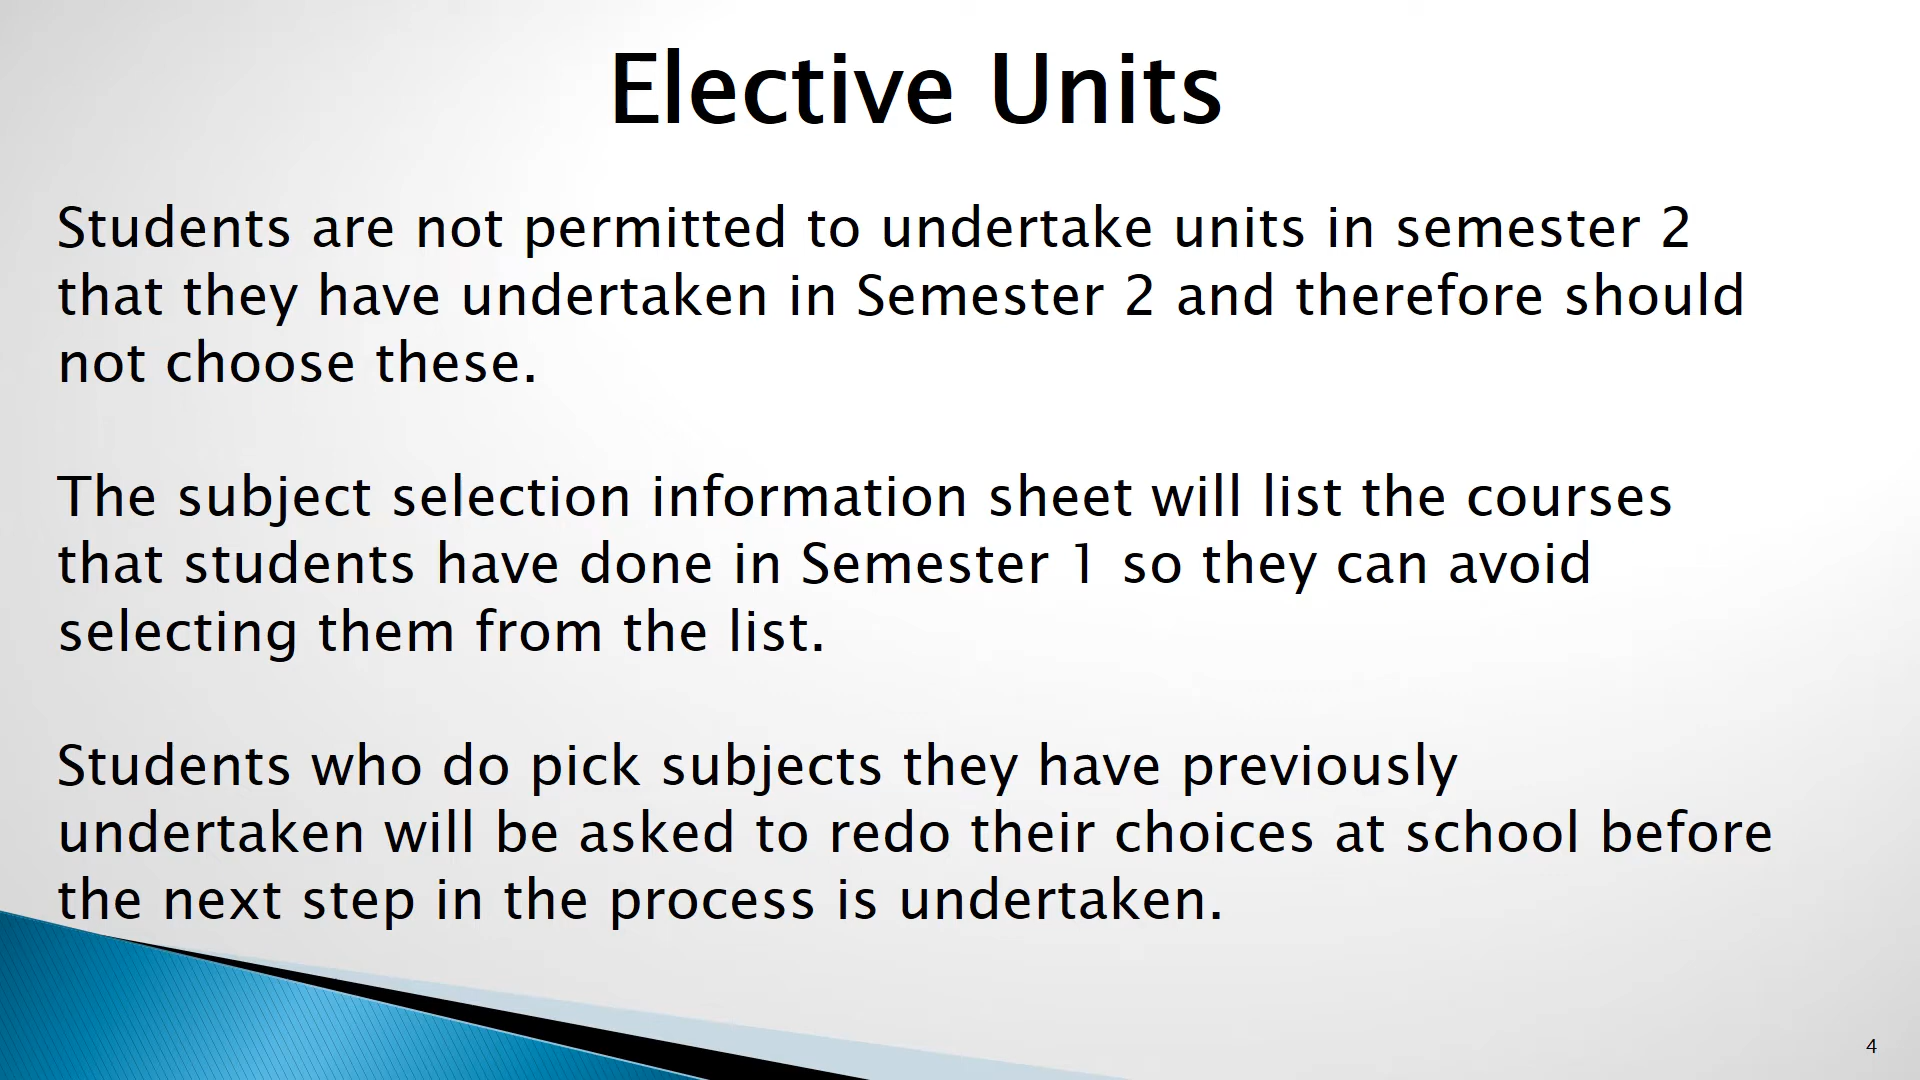 Elective Units
Students are not permitted to undertake units in semester 2
that they have undertaken in Semester 2 and therefore should
not choose these.
The subject selection information sheet will list the courses
that students have done in Semester 1 so they can avoid
selecting them from the list.
Students who do pick subjects they have previously
undertaken will be asked to redo their choices at school before
the next step in the process is undertaken.
4